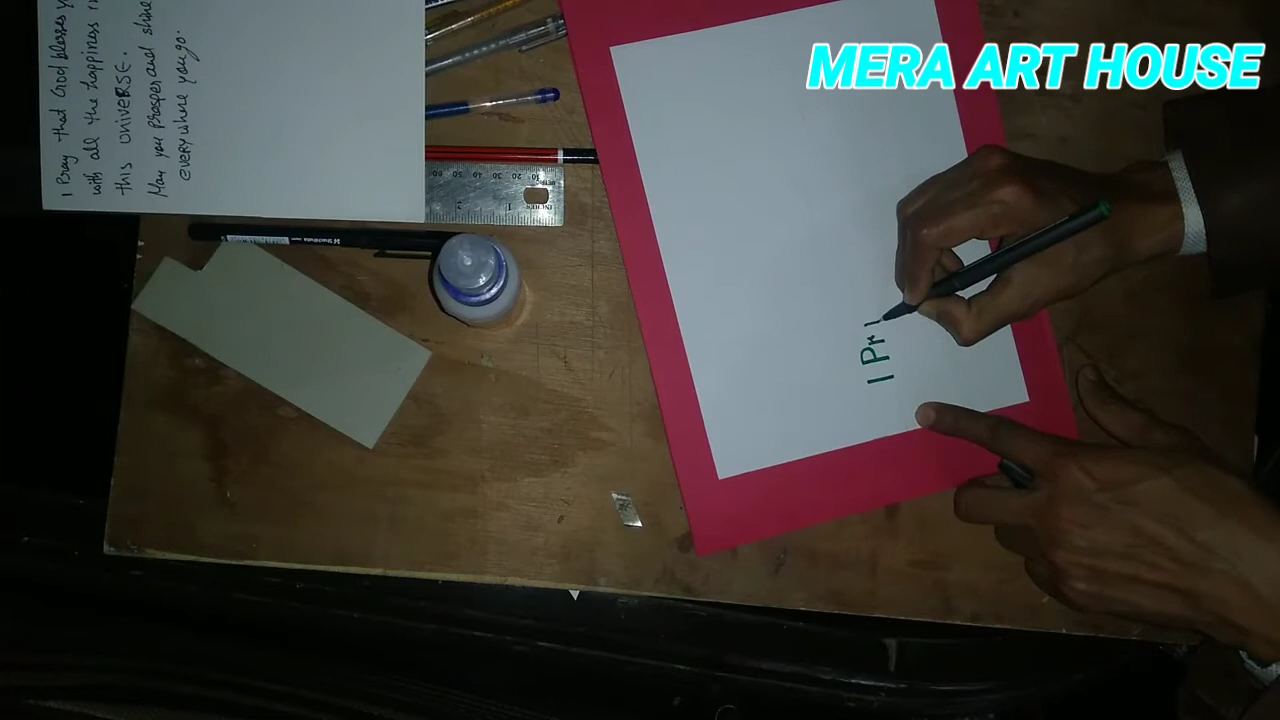 MERA ART HOUSE
I Pray that God blesses
with all the happiness
this UNIVERSE.
May you prosper and shine
everywhere you go.
I Pr